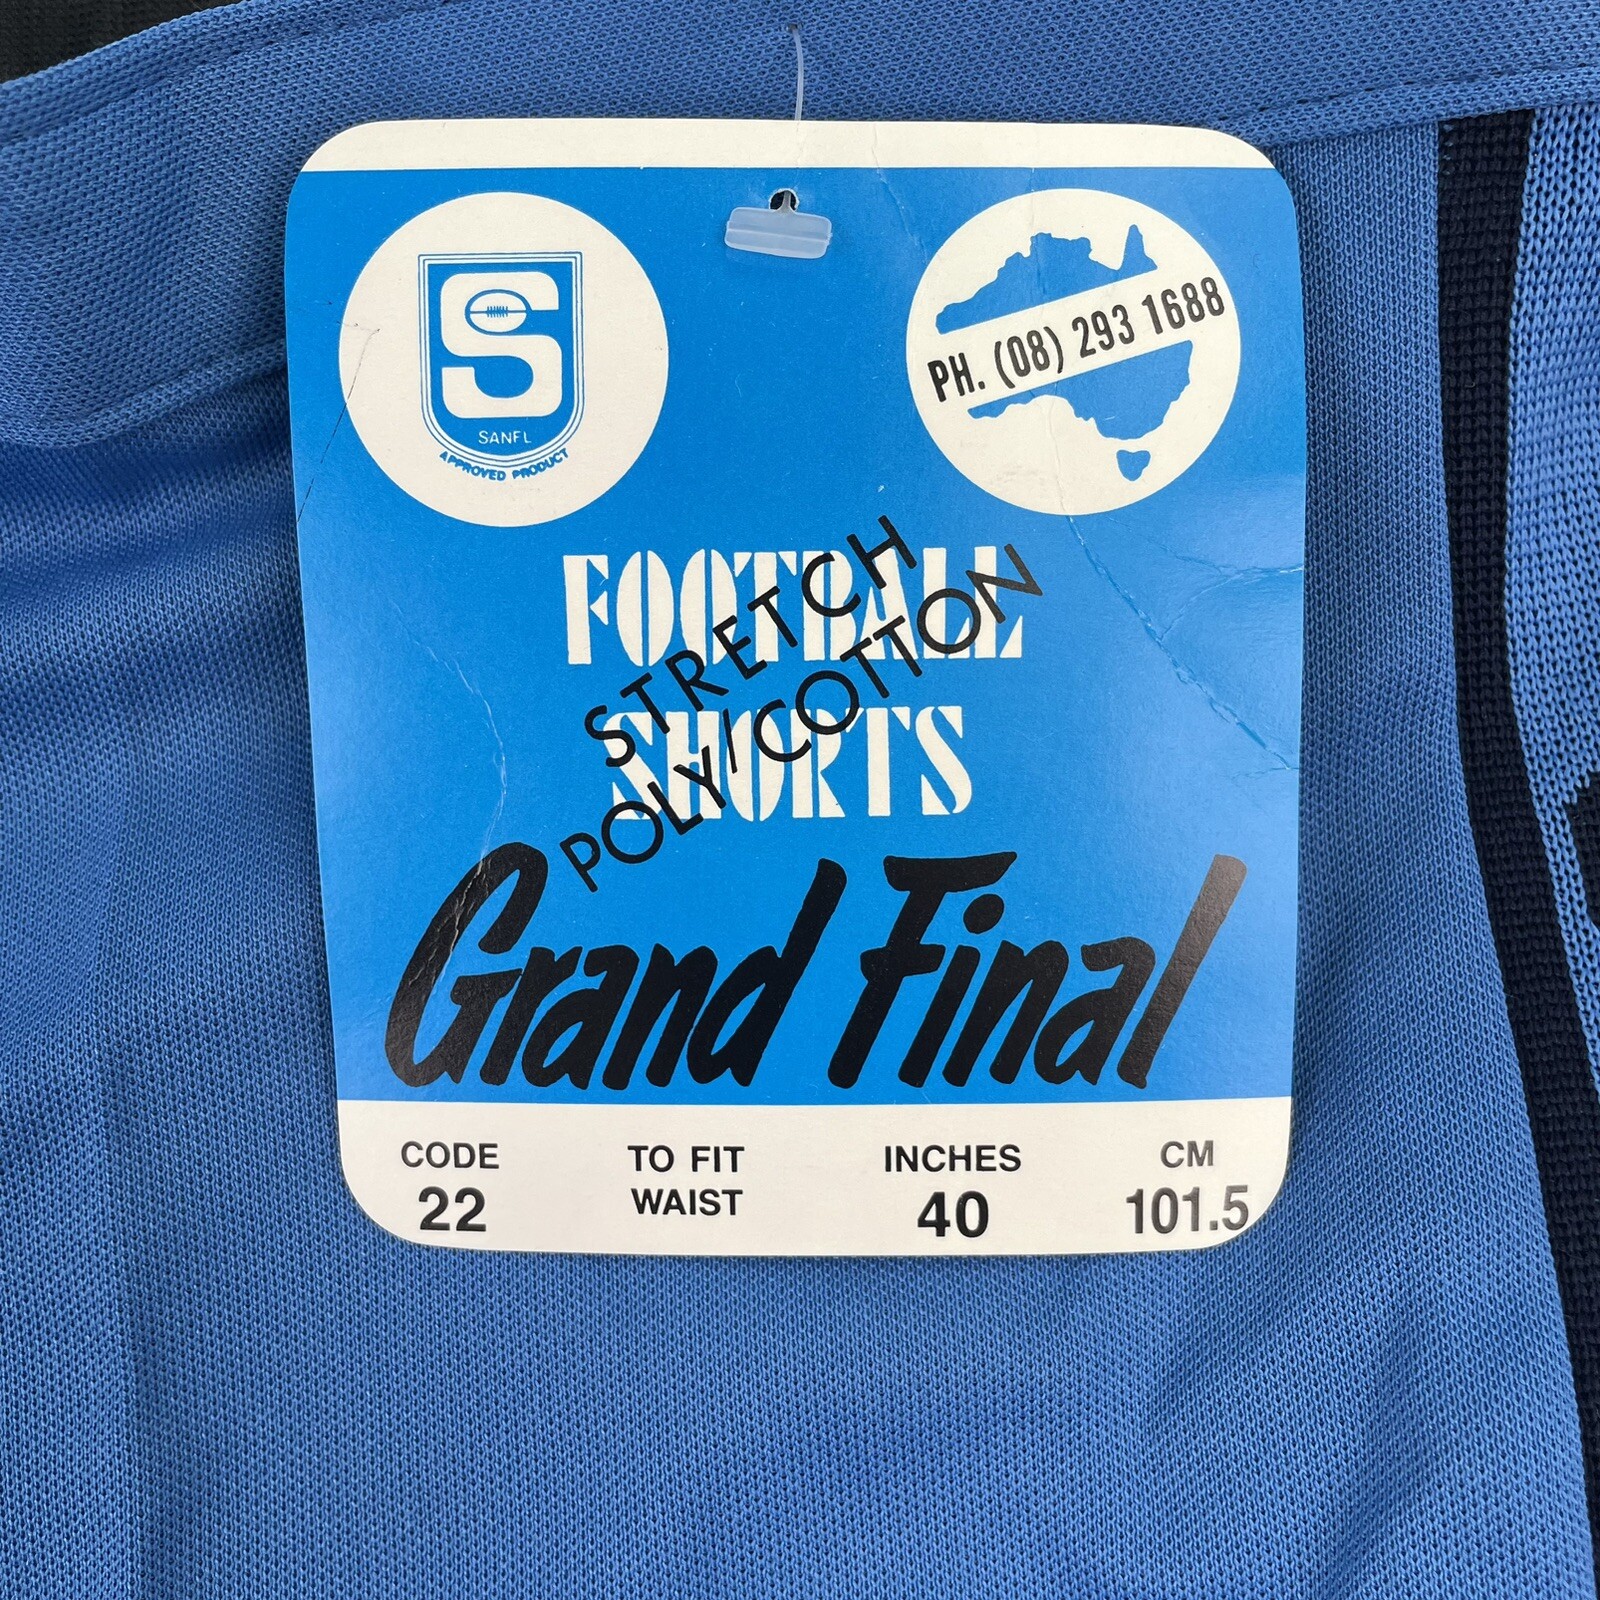 S
SANFL
APPROVED PRODUCT
PH. (08) 293 1688
FOOTBALL
SHORTS
STRETCH
POLY/COTTON
Grand Final
CODE TO FIT INCHES CM
22 WAIST 40 101.5